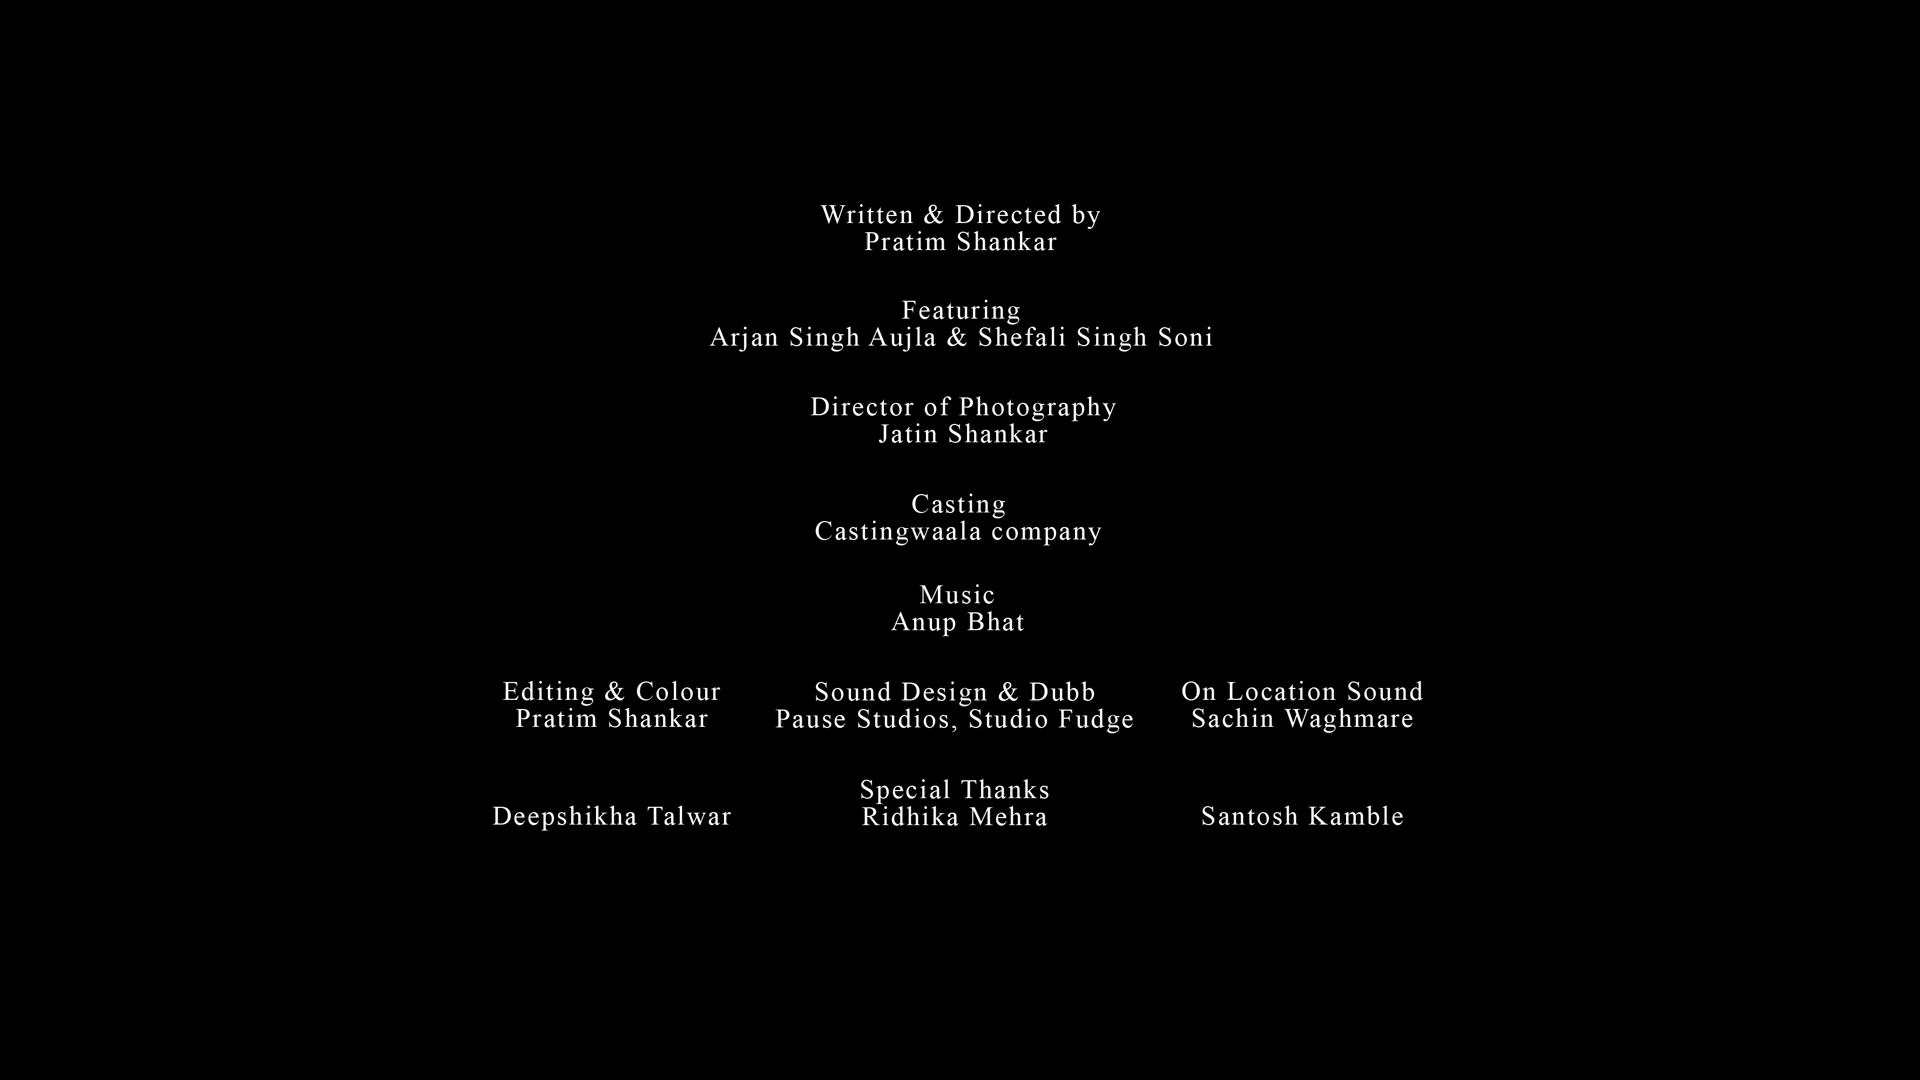 Written & Directed by
Pratim Shankar
Featuring
Arjan Singh Aujla & Shefali Singh Soni
Director of Photography
Jatin Shankar
Casting
Castingwaala company
Music
Anup Bhat
Editing & Colour
Pratim Shankar
Sound Design & Dubb
Pause Studios, Studio Fudge
On Location Sound
Sachin Waghmare
Special Thanks
Deepshikha Talwar
Ridhika Mehra
Santosh Kamble